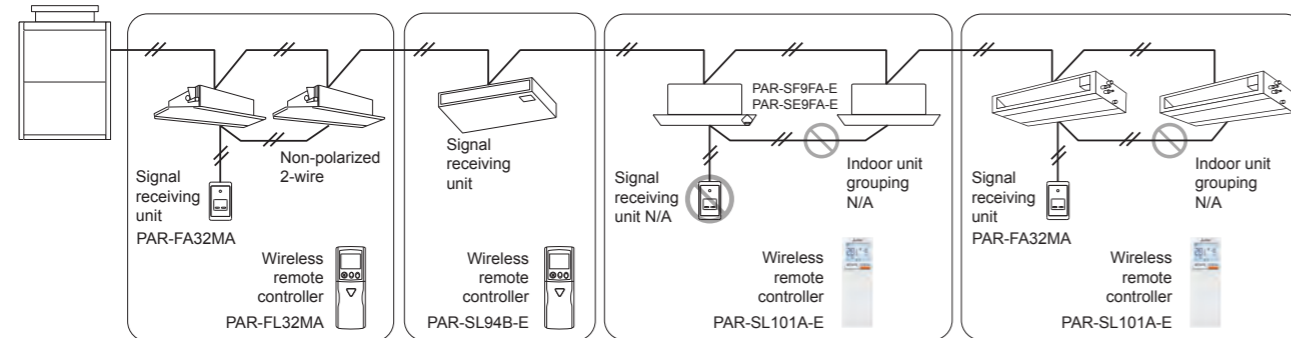 Signal
receiving
unit
PAR-FA32MA
Non-polarized
2-wire
Wireless
remote
controller
PAR-FL32MA
Signal
receiving
unit
Wireless
remote
controller
PAR-SL94B-E
PAR-SF9FA-E
PAR-SE9FA-E
Signal
receiving
unit N/A
Indoor unit
grouping
N/A
Wireless
remote
controller
PAR-SL101A-E
Signal
receiving
unit
PAR-FA32MA
Indoor unit
grouping
N/A
Wireless
remote
controller
PAR-SL101A-E